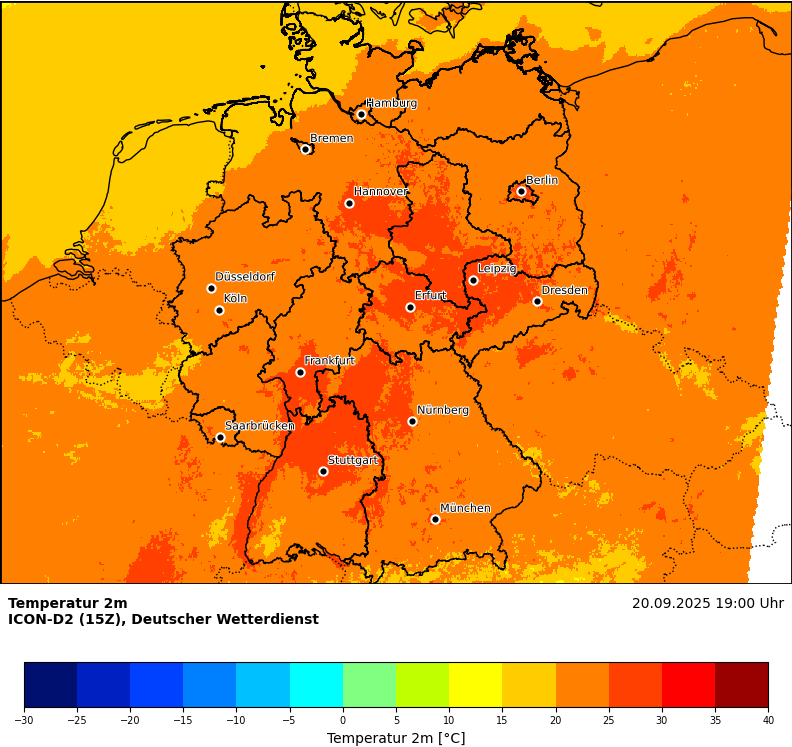 Hamburg
Bremen
Berlin
Hannover
Leipzig
Düsseldorf
Dresden
Köln
Erfurt
Frankfurt
Nürnberg
Saarbrücken
Stuttgart
München
Temperatur 2m 20.09.2025 19:00 Uhr
ICON-D2 (15Z), Deutscher Wetterdienst
−30 −25 −20 −15 −10 −5 0 5 10 15 20 25 30 35 40
Temperatur 2m [°C]